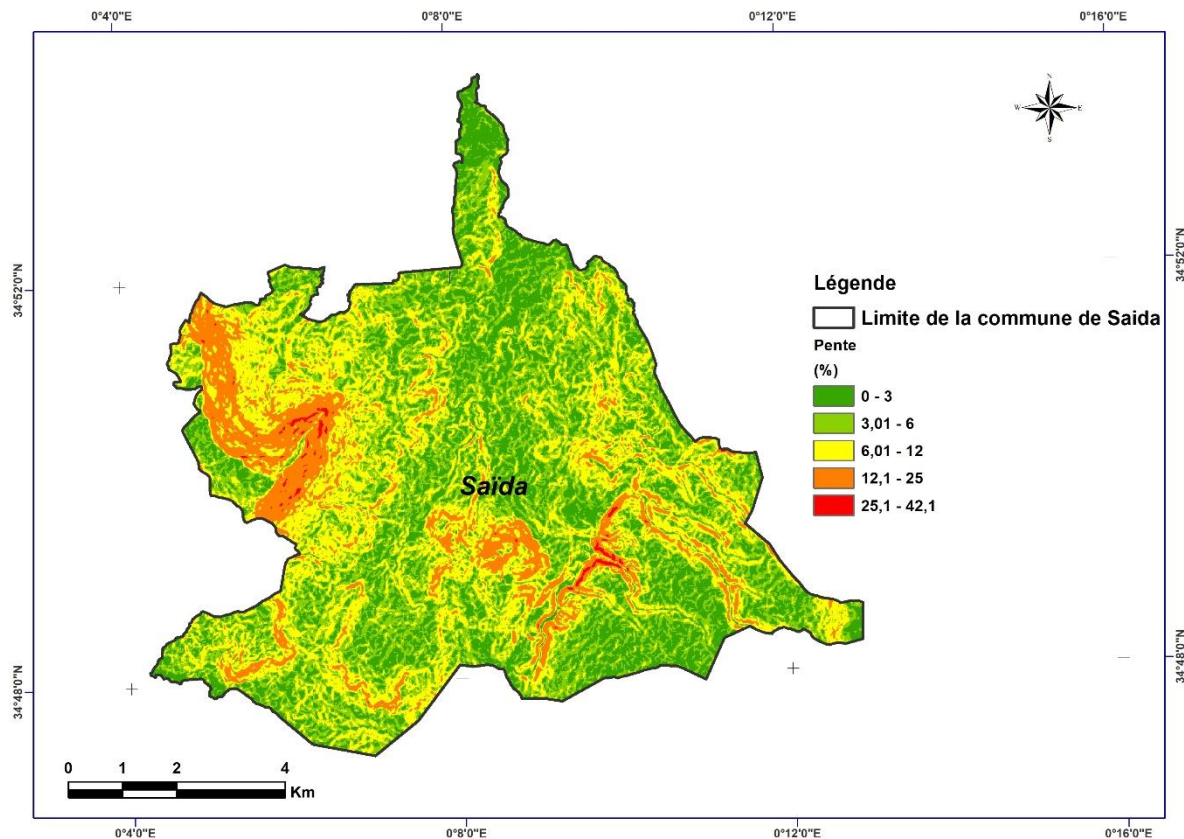 0°4'0"E 0°8'0"E 0°12'0"E 0°16'0"E
N
W E
S
34°52'0"N
34°52'0"N
Légende
Limite de la commune de Saida
Pente
(%)
0 - 3
3,01 - 6
6,01 - 12
12,1 - 25
25,1 - 42,1
Saïda
34°48'0"N
34°48'0"N
0 1 2 4
Km
0°4'0"E 0°8'0"E 0°12'0"E 0°16'0"E